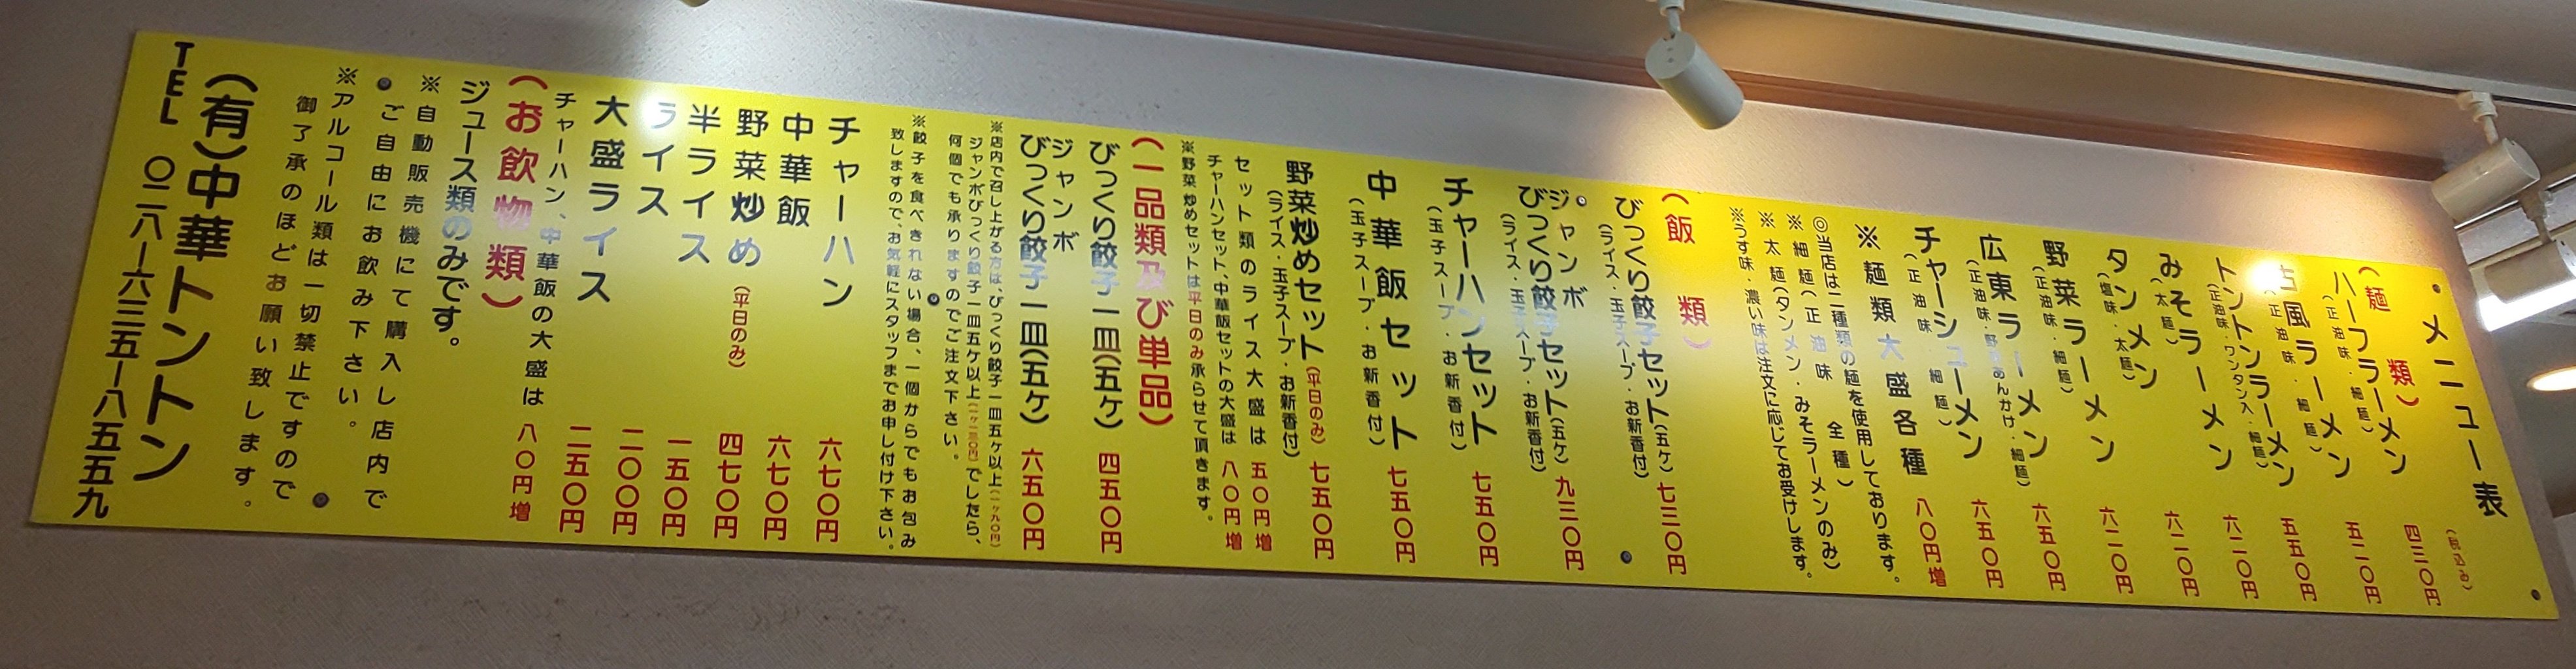 メニュー表
(税込み)
(麺類)
ハーフラーメン 四三〇円
(正油味・細麺)
古風ラーメン 五二〇円
(正油味・細麺)
トントンラーメン 五五〇円
(正油味・ワンタン入・細麺)
みそラーメン 六二〇円
(太麺)
タンメン 六二〇円
(塩味・太麺)
野菜ラーメン 六二〇円
(正油味・細麺)
広東ラーメン 六五〇円
(正油味・野菜あんかけ・細麺)
チャーシューメン 六五〇円
(正油味 細麺)
※麺類大盛各種 八〇円増
◎当店は二種類の麺を使用しております。
※細麺(正油味 全種)
※太麺(タンメン・みそラーメンのみ)
※うす味・濃い味は注文に応じてお受けします。
(飯類)
びっくり餃子セット(五ケ) 七三〇円
(ライス・玉子スープ・お新香付)
ジャンボ
びっくり餃子セット(五ケ) 九三〇円
(ライス・玉子スープ・お新香付)
チャーハンセット 七五〇円
(玉子スープ・お新香付)
中華飯セット 七五〇円
(玉子スープ・お新香付)
野菜炒めセット(平日のみ) 七五〇円
(ライス・玉子スープ・お新香付)
セット類のライス大盛は 五〇円増
チャーハンセット、中華飯セットの大盛は 八〇円増
※野菜炒めセットは平日のみ承らせて頂きます。
(一品類及び単品)
びっくり餃子一皿(五ケ) 四五〇円
ジャンボ
びっくり餃子一皿(五ケ) 六五〇円
※店内で召し上がる方は、びっくり餃子一皿五ケ以上(一ケ九〇円)
ジャンボびっくり餃子一皿五ケ以上(一ケ一三〇円)でしたら、
何個でも承りますのでご注文下さい。
※餃子を食べきれない場合、一個からでもお包み
致しますので、お気軽にスタッフまでお申し付け下さい。
チャーハン 六七〇円
中華飯 六七〇円
野菜炒め(平日のみ) 四七〇円
半ライス 一五〇円
ライス 二〇〇円
大盛ライス 二五〇円
チャーハン、中華飯の大盛は 八〇円増
(お飲物類)
ジュース類のみです。
※自動販売機にて購入し店内で
ご自由にお飲み下さい。
※アルコール類は一切禁止ですので
御了承のほどお願い致します。
(有)中華トントン
TEL 〇二八ー六三五ー八五五九